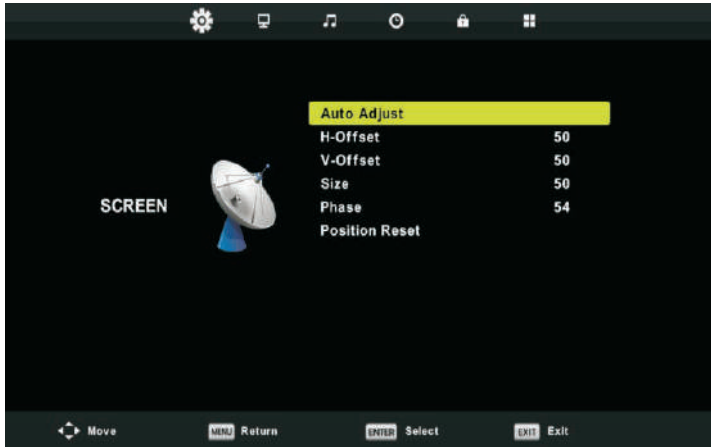 Auto Adjust
H-Offset 50
V-Offset 50
Size 50
SCREEN
Phase 54
Position Reset
Move MENU Return ENTER Select EXIT Exit